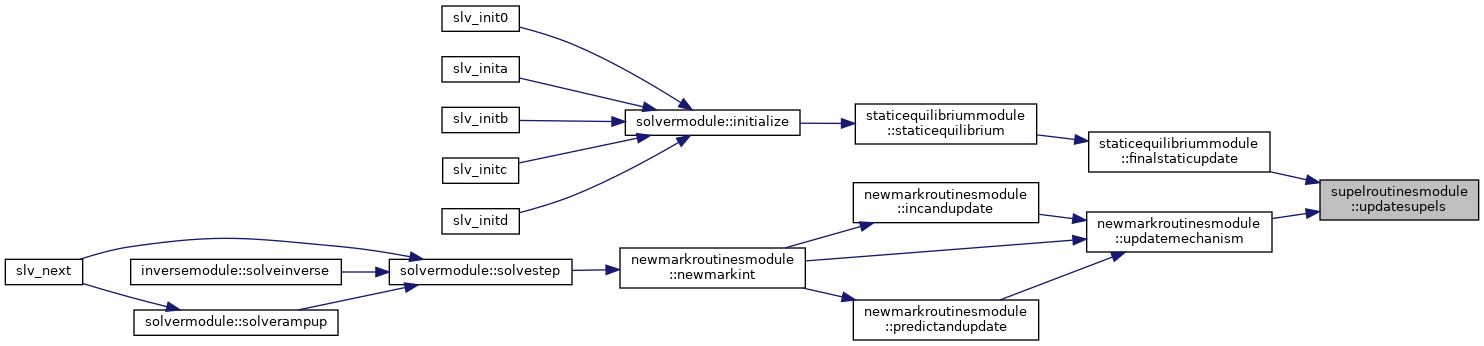 slv_init0
slv_inita
slv_initb
slv_initc
slv_initd
solvermodule::initialize
staticequilibriummodule
::staticequilibrium
staticequilibriummodule
::finalstaticupdate
supelroutinesmodule
::updatesupels
newmarkroutinesmodule
::incandupdate
newmarkroutinesmodule
::updatemechanism
newmarkroutinesmodule
::newmarkint
newmarkroutinesmodule
::predictandupdate
solvermodule::solvestep
slv_next
inversemodule::solveinverse
solvermodule::solverampup